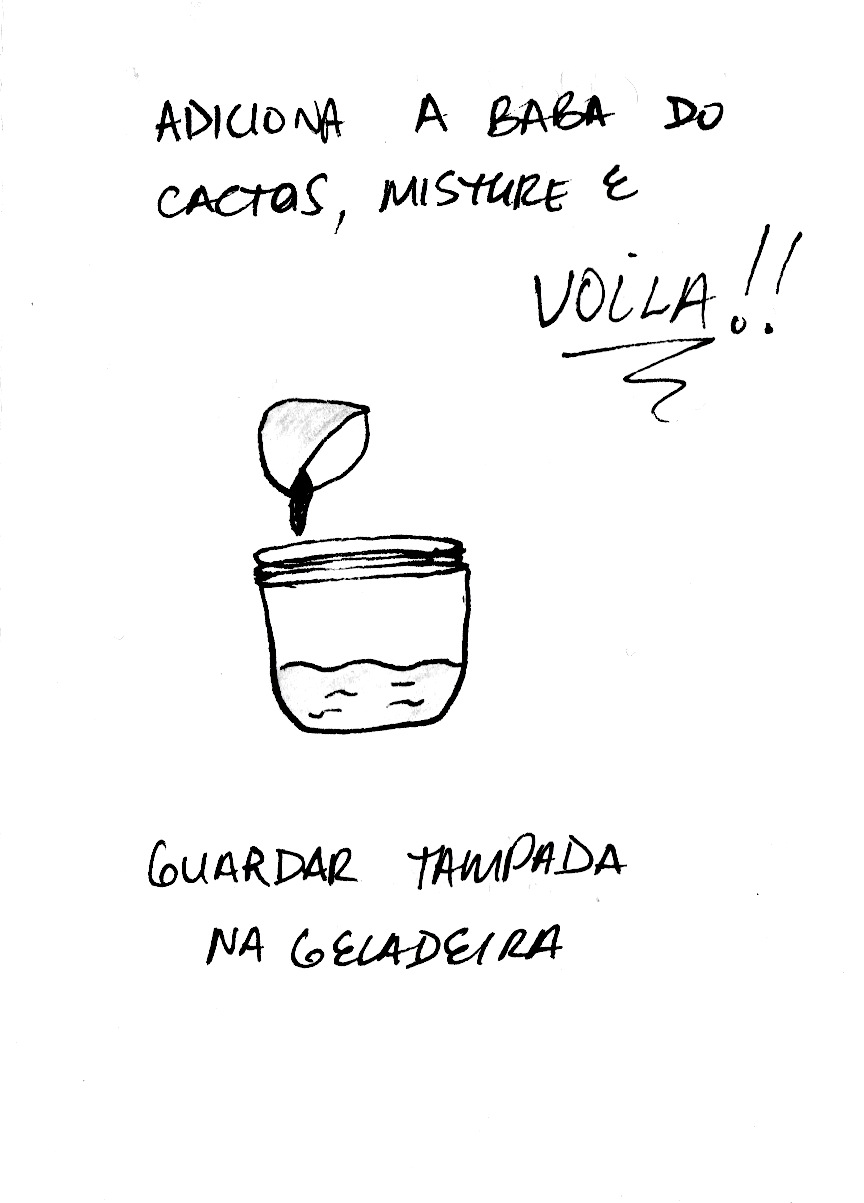 ADICIONA A BABA DO
CACTOS, MISTURE E
VOILA!!
GUARDAR TAMPADA
NA GELADEIRA